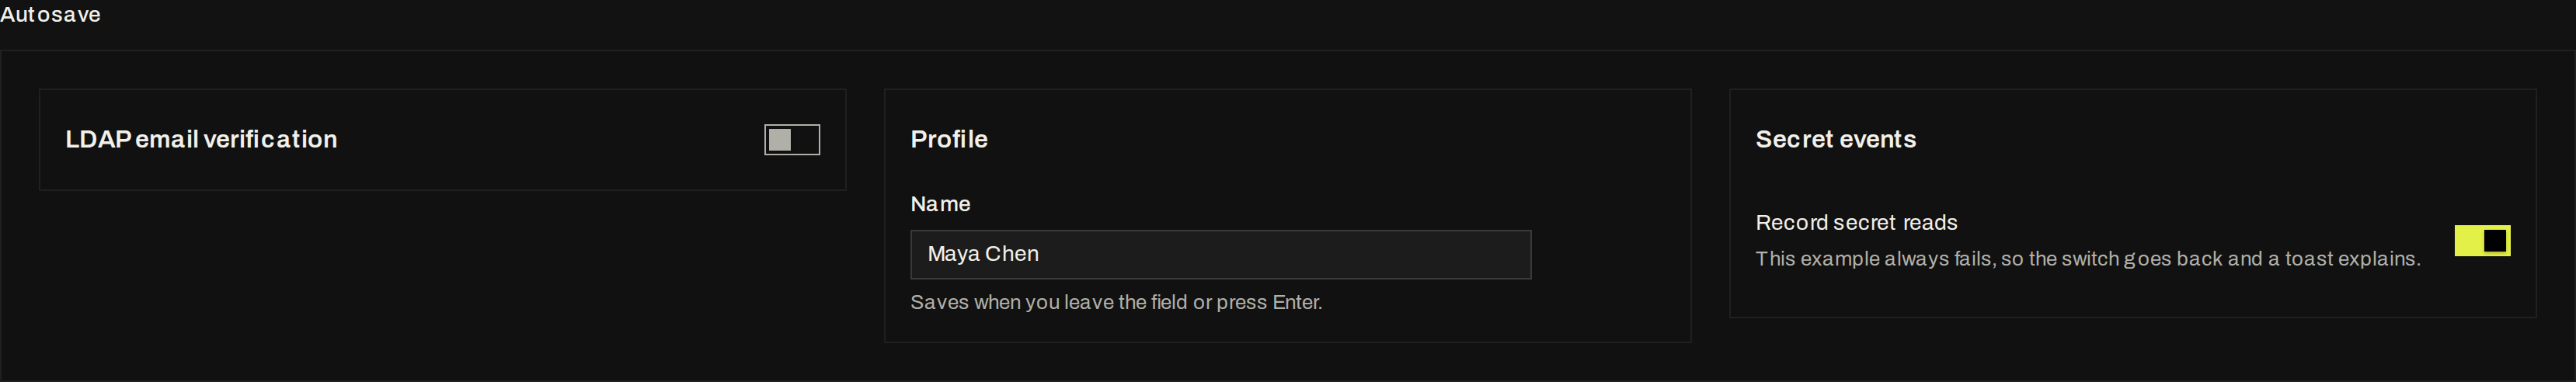 Autosave
LDAP email verification
Profile
Name
Maya Chen
Saves when you leave the field or press Enter.
Secret events
Record secret reads
This example always fails, so the switch goes back and a toast explains.